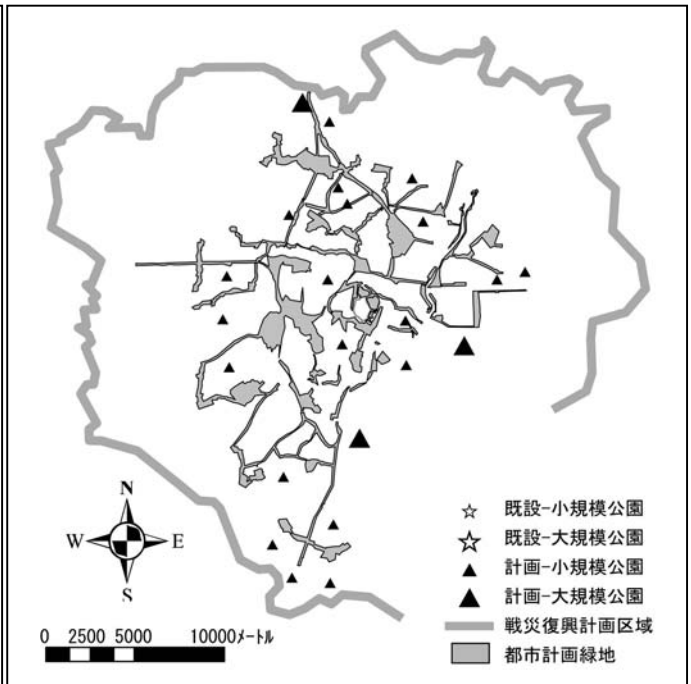 N
W E
S
0 2500 5000 10000メートル
☆ 既設-小規模公園
☆ 既設-大規模公園
▲ 計画-小規模公園
▲ 計画-大規模公園
戦災復興計画区域
都市計画緑地